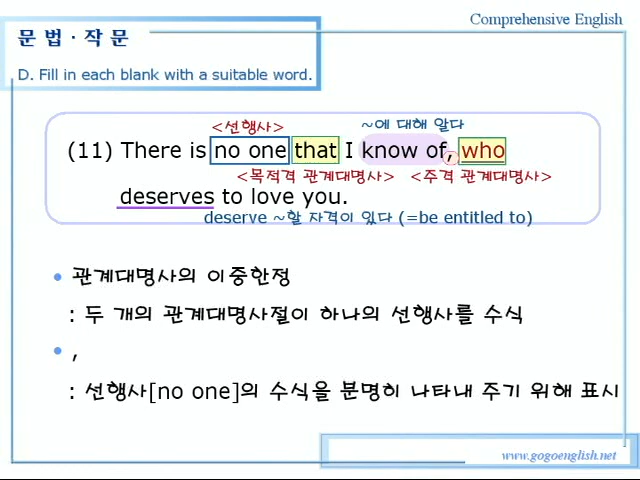 Comprehensive English
문 법 · 작 문
D. Fill in each blank with a suitable word.
<선행사> ~에 대해 알다
(11) There is no one that I know of, who
<목적격 관계대명사> <주격 관계대명사>
deserves to love you.
deserve ~할 자격이 있다 (=be entitled to)
• 관계대명사의 이중한정
: 두 개의 관계대명사절이 하나의 선행사를 수식
• ,
: 선행사[no one]의 수식을 분명히 나타내 주기 위해 표시
www.gogoenglish.net